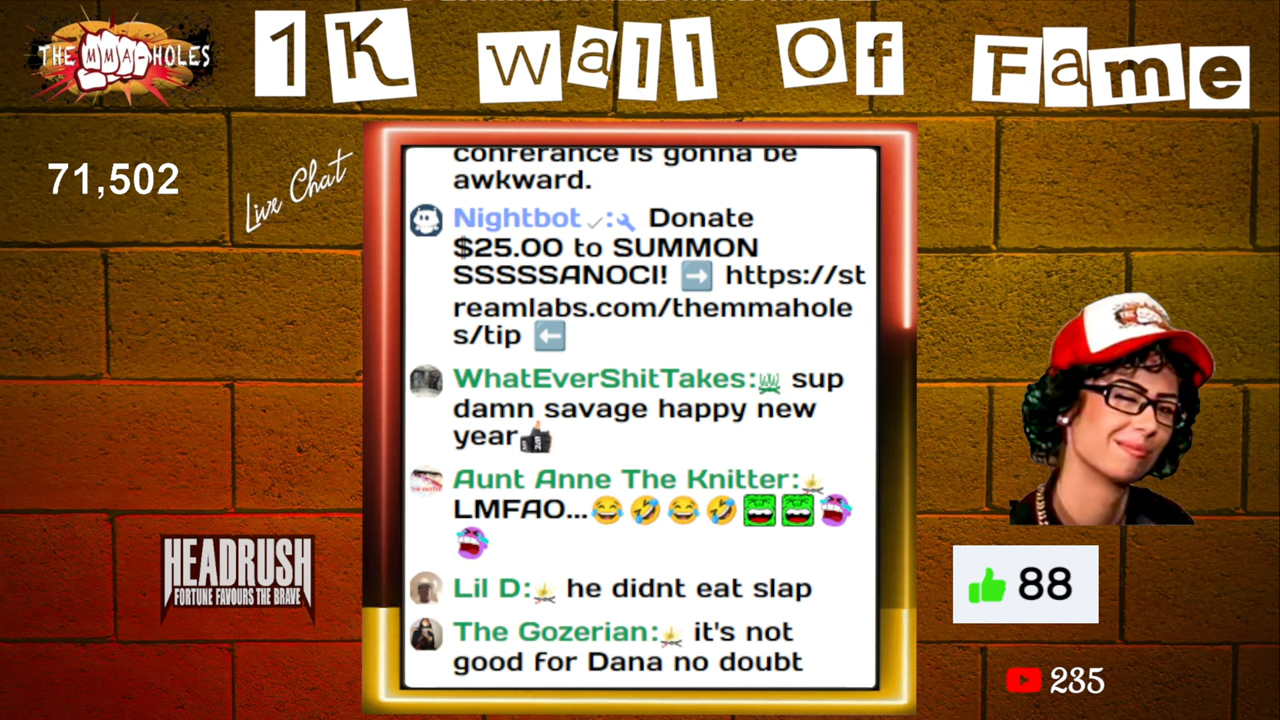 THE MMA-HOLES
1K Wall Of Fame
71,502
Live Chat
conferance is gonna be
awkward.
Nightbot ✓:🔧 Donate
$25.00 to SUMMON
SSSSSANOCI! ➡️ https://st
reamlabs.com/themmahole
s/tip ⬅️
WhatEverShitTakes: sup
damn savage happy new
year
Aunt Anne The Knitter:
LMFAO...😂🤣😂🤣
Lil D: he didnt eat slap
The Gozerian: it's not
good for Dana no doubt
HEADRUSH
FORTUNE FAVOURS THE BRAVE
88
235